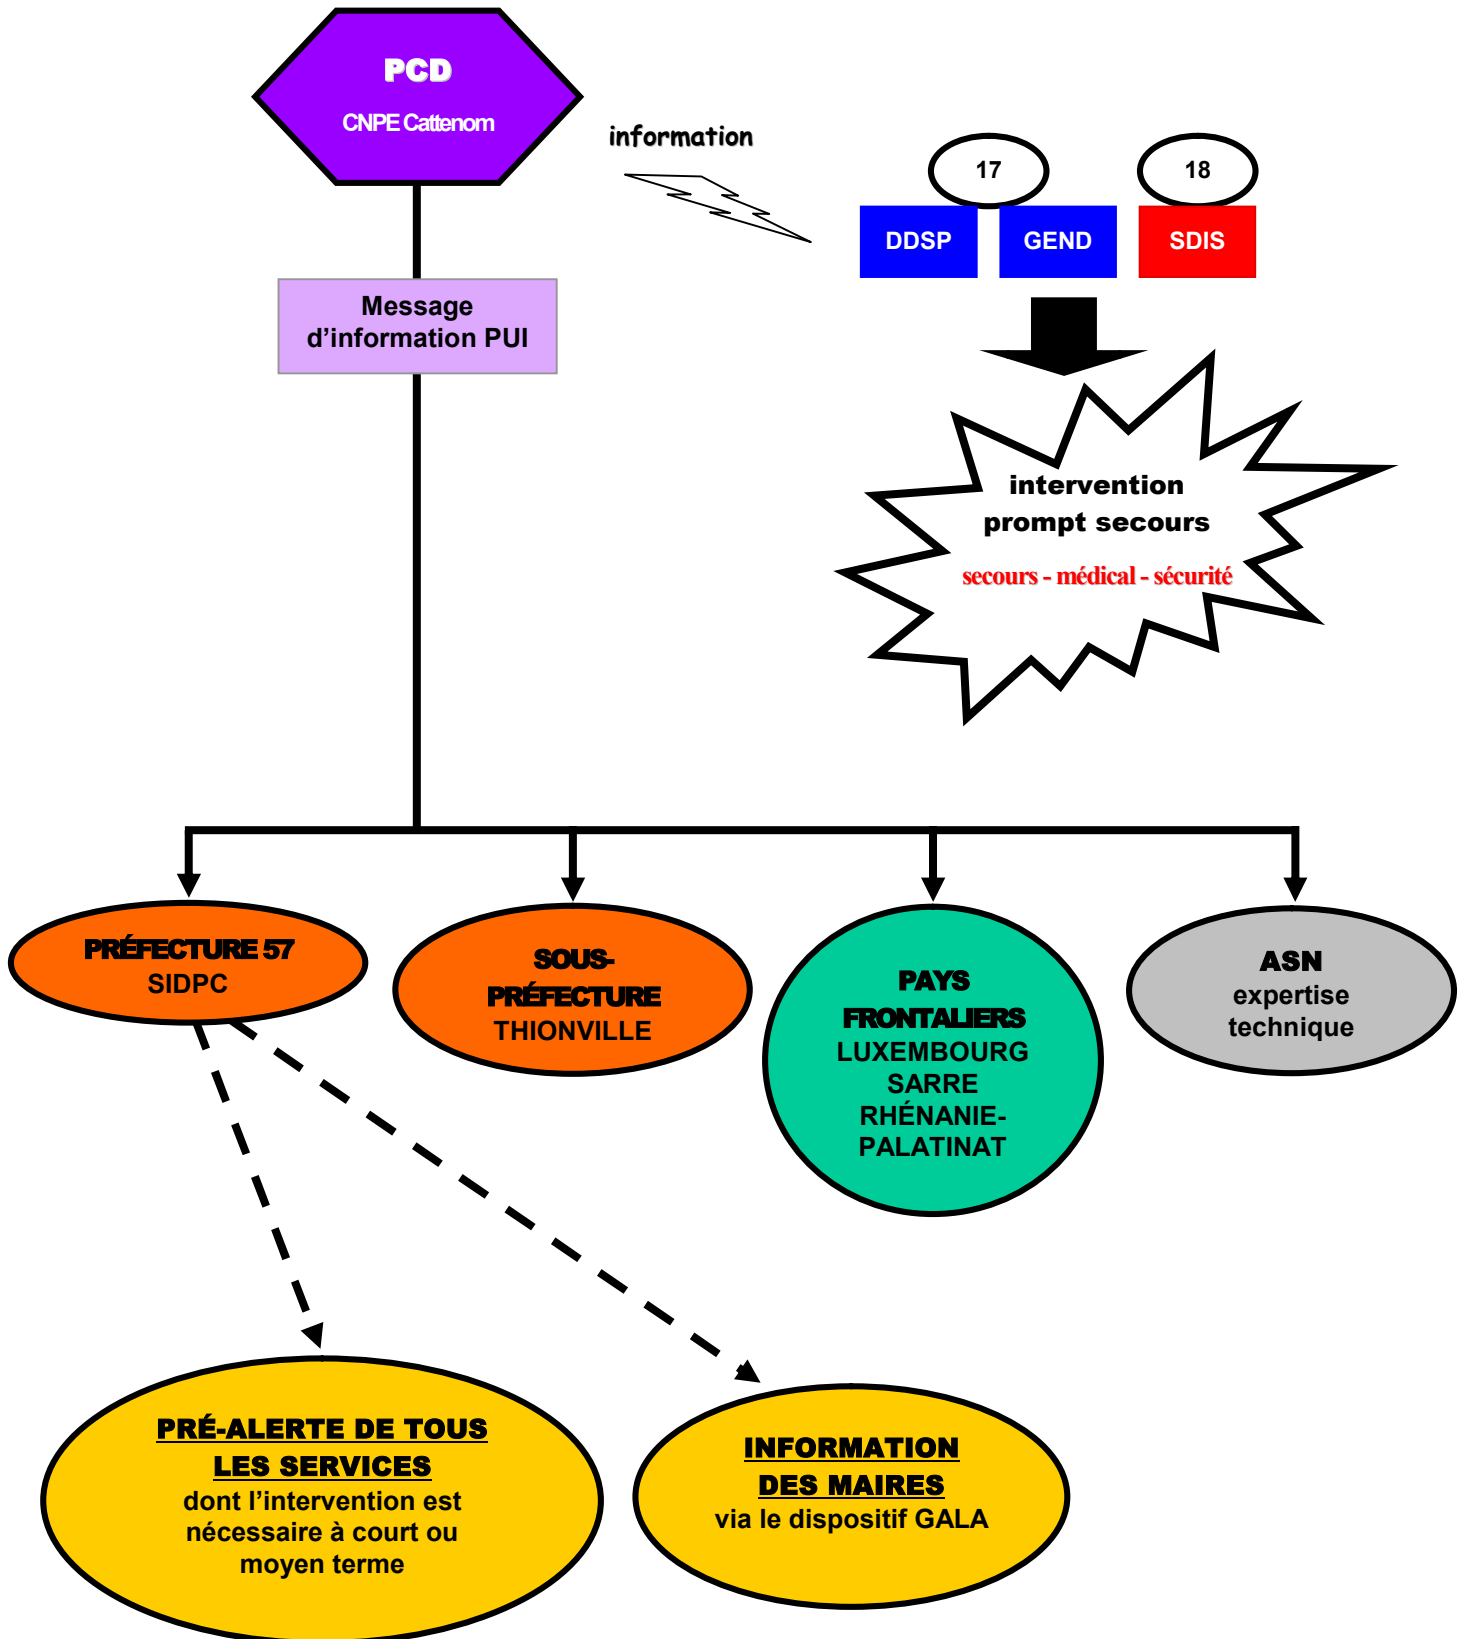 PCD
CNPE Cattenom
information
17
18
DDSP
GEND
SDIS
Message
d’information PUI
intervention
prompt secours
secours - médical - sécurité
PRÉFECTURE 57
SIDPC
SOUS-
PRÉFECTURE
THIONVILLE
PAYS
FRONTALIERS
LUXEMBOURG
SARRE
RHÉNANIE-
PALATINAT
ASN
expertise
technique
PRÉ-ALERTE DE TOUS
LES SERVICES
dont l’intervention est
nécessaire à court ou
moyen terme
INFORMATION
DES MAIRES
via le dispositif GALA